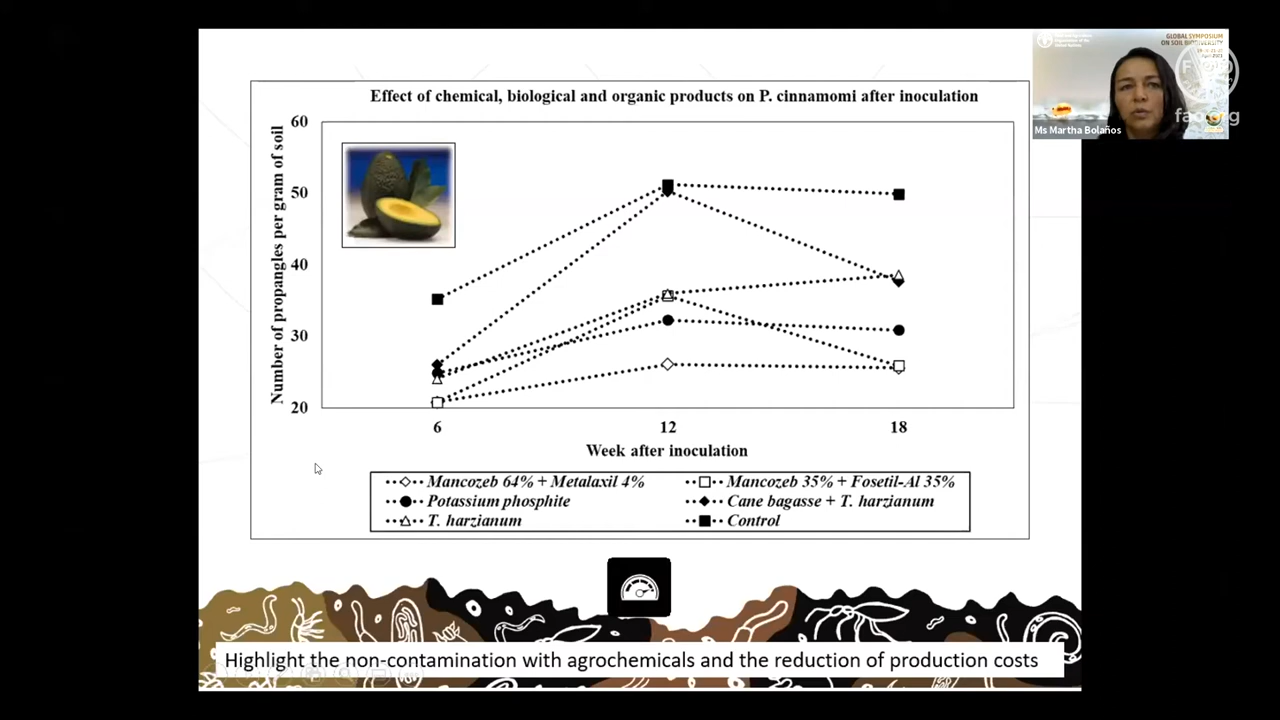 Effect of chemical, biological and organic products on P. cinnamomi after inoculation
Number of propangles per gram of soil
60
50
40
30
20
6
12
18
Week after inoculation
Mancozeb 64% + Metalaxil 4%
Mancozeb 35% + Fosetil-Al 35%
Potassium phosphite
Cane bagasse + T. harzianum
T. harzianum
Control
Highlight the non-contamination with agrochemicals and the reduction of production costs
GLOBAL SYMPOSIUM
ON SOIL BIODIVERSITY
Ms Martha Bolaños
fao.org